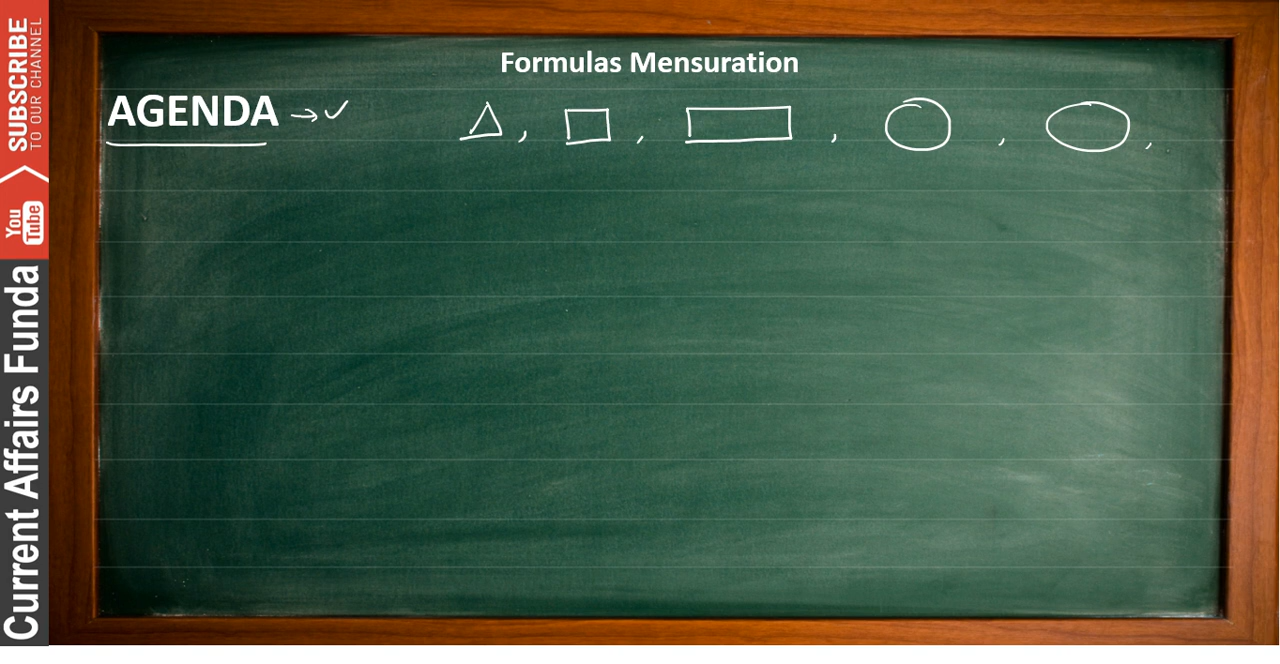 Formulas Mensuration
AGENDA
SUBSCRIBE
TO OUR CHANNEL
You
Tube
Current Affairs Funda